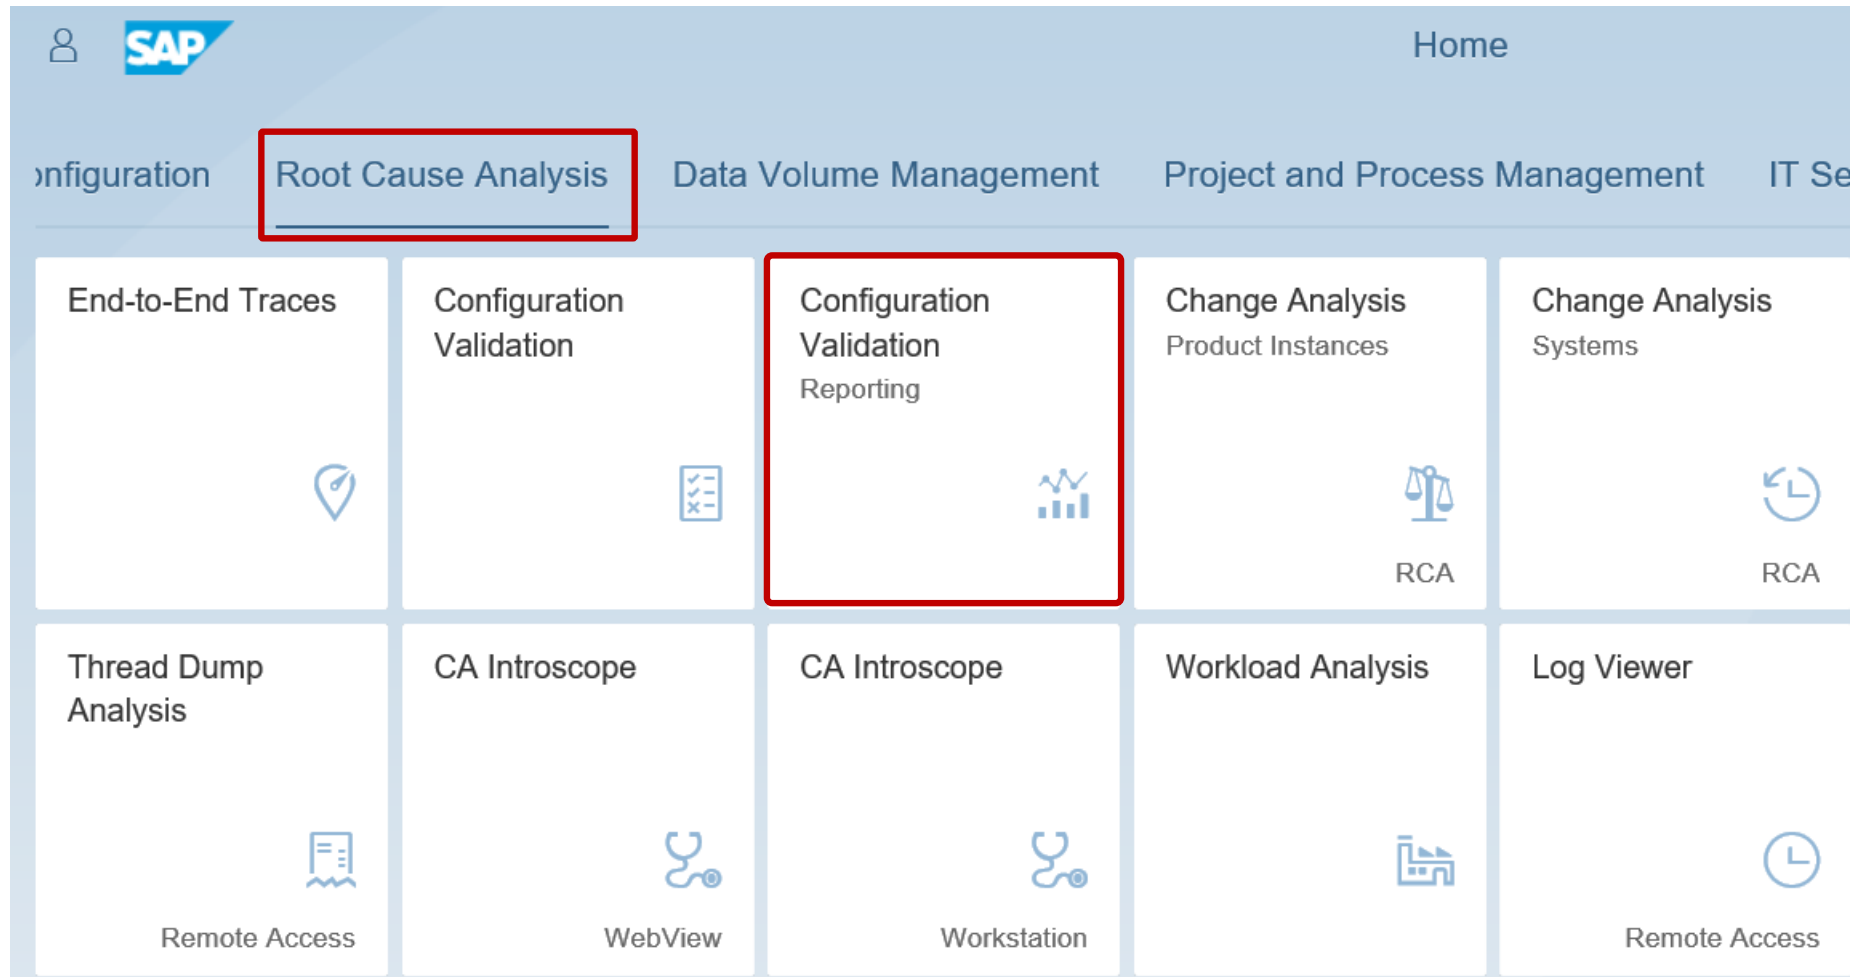 SAP
Home
onfiguration Root Cause Analysis Data Volume Management Project and Process Management IT Se
End-to-End Traces
Configuration
Validation
Configuration
Validation
Reporting
Change Analysis
Product Instances
RCA
Change Analysis
Systems
RCA
Thread Dump
Analysis
Remote Access
CA Introscope
WebView
CA Introscope
Workstation
Workload Analysis
Log Viewer
Remote Access